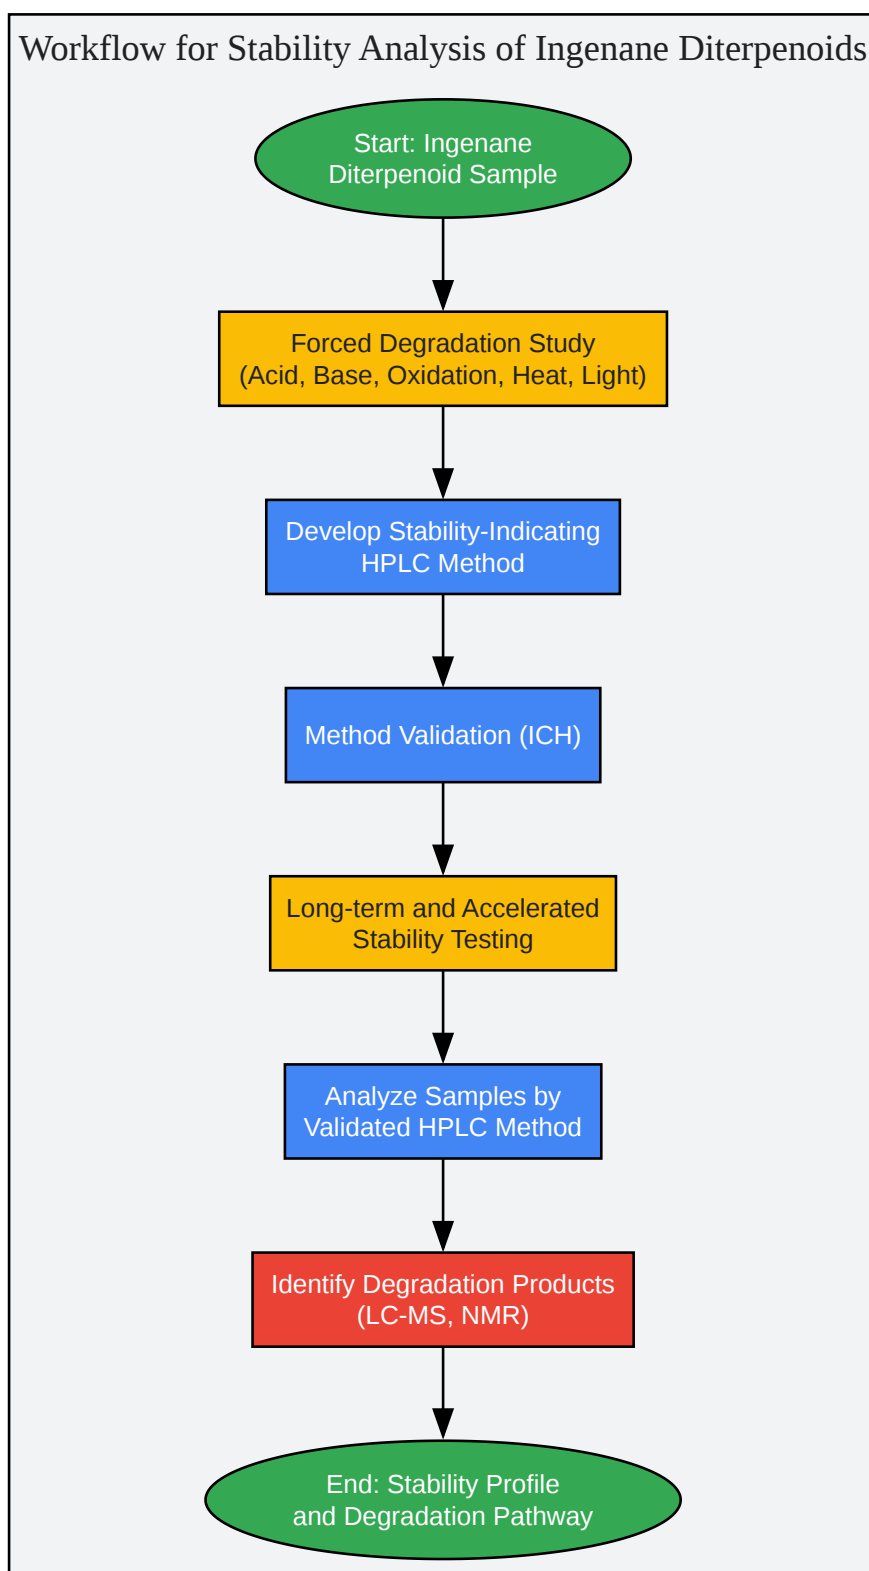 Workflow for Stability Analysis of Ingenane Diterpenoids
Start: Ingenane
Diterpenoid Sample
Forced Degradation Study
(Acid, Base, Oxidation, Heat, Light)
Develop Stability-Indicating
HPLC Method
Method Validation (ICH)
Long-term and Accelerated
Stability Testing
Analyze Samples by
Validated HPLC Method
Identify Degradation Products
(LC-MS, NMR)
End: Stability Profile
and Degradation Pathway